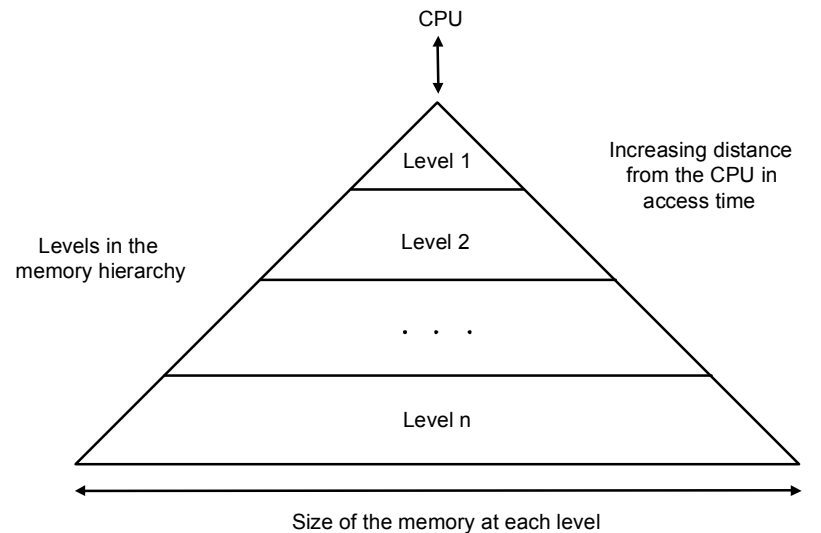 CPU
Level 1
Increasing distance
from the CPU in
access time
Level 2
Levels in the
memory hierarchy
. . .
Level n
Size of the memory at each level